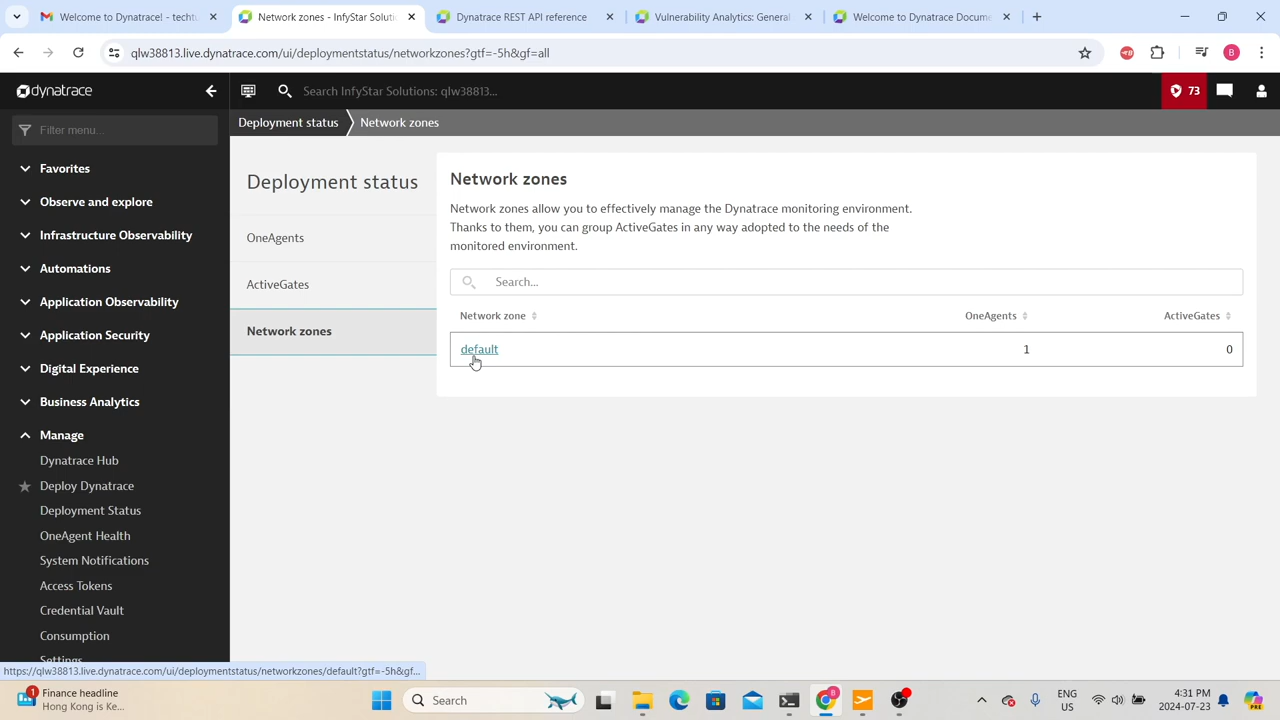 Welcome to Dynatrace! - techt
Network zones - InfyStar Soluti
Dynatrace REST API reference
Vulnerability Analytics: General
Welcome to Dynatrace Docume
qlw38813.live.dynatrace.com/ui/deploymentstatus/networkzones?gtf=-5h&gf=all
B
dynatrace
Search InfyStar Solutions: qlw38813...
73
Filter menu...
Deployment status
Network zones
Favorites
Observe and explore
Infrastructure Observability
Automations
Application Observability
Application Security
Digital Experience
Business Analytics
Manage
Dynatrace Hub
Deploy Dynatrace
Deployment Status
OneAgent Health
System Notifications
Access Tokens
Credential Vault
Consumption
Settings
Deployment status
OneAgents
ActiveGates
Network zones
Network zones
Network zones allow you to effectively manage the Dynatrace monitoring environment.
Thanks to them, you can group ActiveGates in any way adopted to the needs of the
monitored environment.
Search...
Network zone OneAgents ActiveGates
default 1 0
https://qlw38813.live.dynatrace.com/ui/deploymentstatus/networkzones/default?gtf=-5h&gf...
1
Finance headline
Hong Kong is Ke...
Search
B
ENG
US
4:31 PM
2024-07-23
PRE